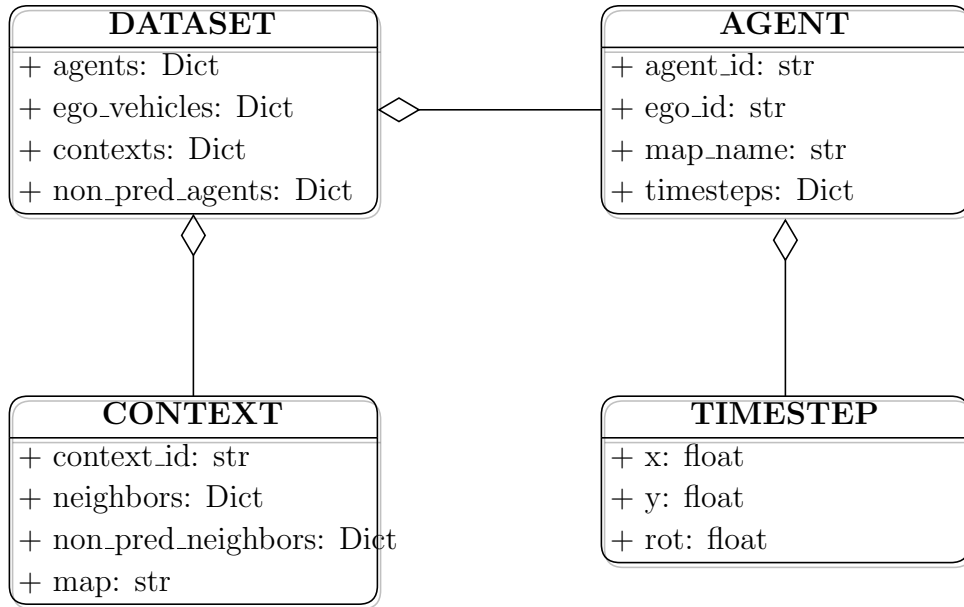 DATASET
+ agents: Dict
+ ego_vehicles: Dict
+ contexts: Dict
+ non_pred_agents: Dict
AGENT
+ agent_id: str
+ ego_id: str
+ map_name: str
+ timesteps: Dict
CONTEXT
+ context_id: str
+ neighbors: Dict
+ non_pred_neighbors: Dict
+ map: str
TIMESTEP
+ x: float
+ y: float
+ rot: float